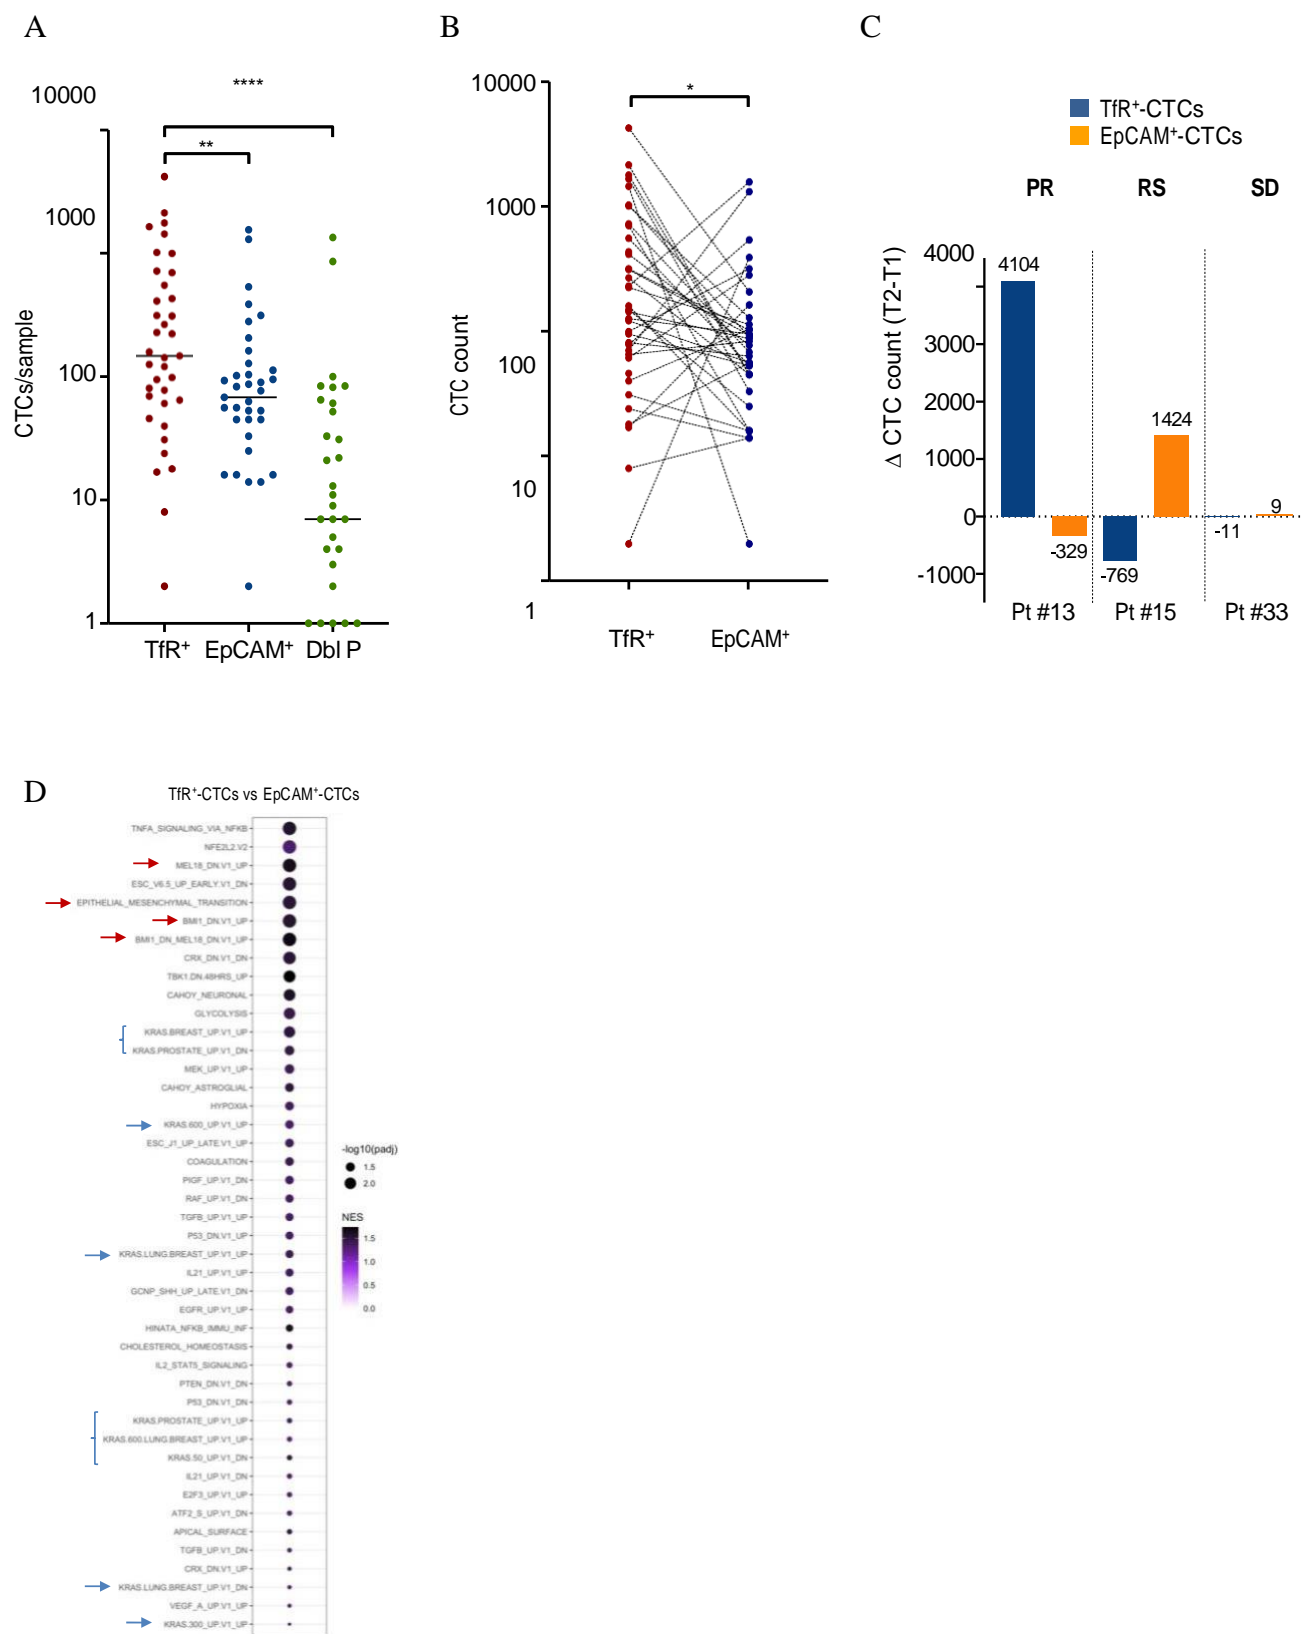 A
****
10000
**
1000
100
10
1
CTCs/sample
TfR⁺ EpCAM⁺ Dbl P
B
10000
*
1000
100
10
1
CTC count
TfR⁺ EpCAM⁺
C
TfR⁺-CTCs
EpCAM⁺-CTCs
PR RS SD
Δ CTC count (T2-T1)
4000
3000
2000
1000
0
-1000
4104
-329
-769
1424
-11
9
Pt #13 Pt #15 Pt #33
D
TfR⁺-CTCs vs EpCAM⁺-CTCs
TNFA_SIGNALING_VIA_NFKB
NFE2L2.V2
MEL18_DN.V1_UP
ESC_V6.5_UP_EARLY.V1_DN
EPITHELIAL_MESENCHYMAL_TRANSITION
BMI1_DN.V1_UP
BMI1_DN_MEL18_DN.V1_UP
CRX_DN.V1_DN
TBK1.DN.48HRS_UP
CAHOY_NEURONAL
GLYCOLYSIS
KRAS.BREAST_UP.V1_UP
KRAS.PROSTATE_UP.V1_DN
MEK_UP.V1_UP
CAHOY_ASTROGLIAL
HYPOXIA
KRAS.600_UP.V1_UP
ESC_J1_UP_LATE.V1_UP
COAGULATION
PIGF_UP.V1_DN
RAF_UP.V1_DN
TGFB_UP.V1_UP
P53_DN.V1_UP
KRAS.LUNG.BREAST_UP.V1_UP
IL21_UP.V1_UP
GCNP_SHH_UP_LATE.V1_DN
EGFR_UP.V1_UP
HINATA_NFKB_IMMU_INF
CHOLESTEROL_HOMEOSTASIS
IL2_STAT5_SIGNALING
PTEN_DN.V1_DN
P53_DN.V1_DN
KRAS.PROSTATE_UP.V1_UP
KRAS.600.LUNG.BREAST_UP.V1_UP
KRAS.50_UP.V1_DN
IL21_UP.V1_DN
E2F3_UP.V1_UP
ATF2_S_UP.V1_DN
APICAL_SURFACE
TGFB_UP.V1_DN
CRX_DN.V1_UP
KRAS.LUNG.BREAST_UP.V1_DN
VEGF_A_UP.V1_UP
KRAS.300_UP.V1_UP
-log10(padj)
1.5
2.0
NES
1.5
1.0
0.5
0.0